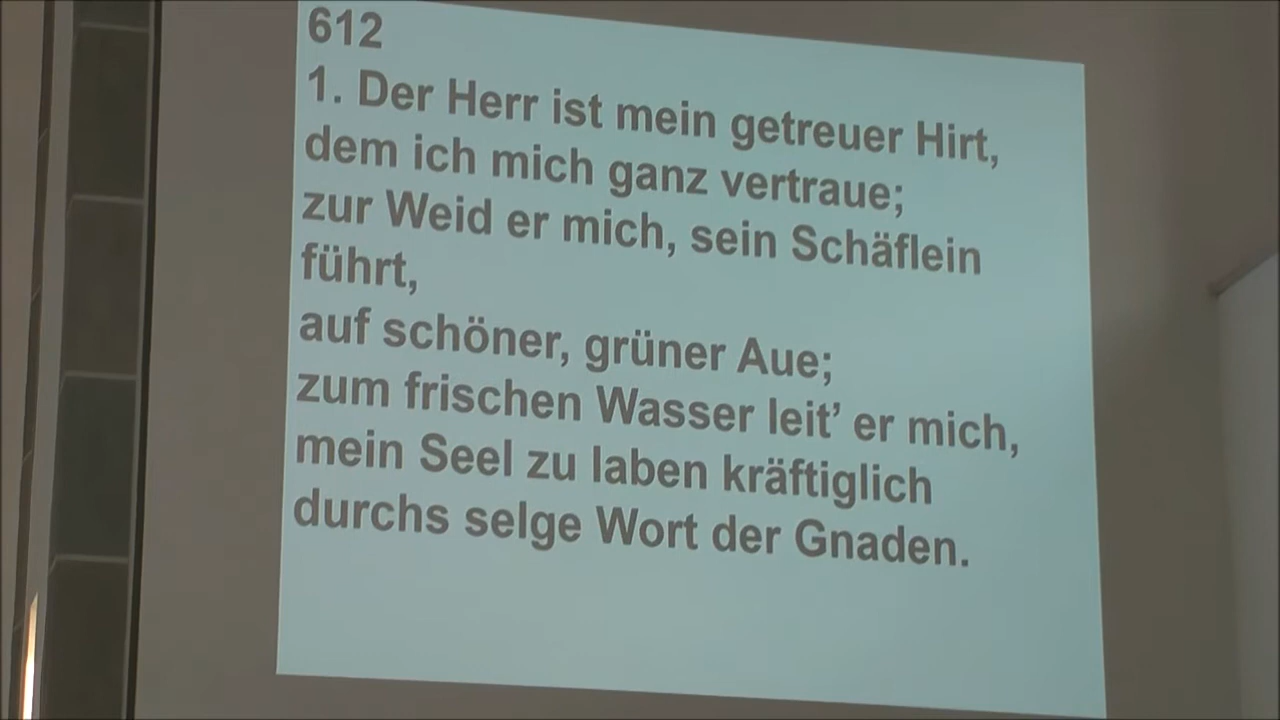 612
1. Der Herr ist mein getreuer Hirt,
dem ich mich ganz vertraue;
zur Weid er mich, sein Schäflein
führt,
auf schöner, grüner Aue;
zum frischen Wasser leit’ er mich,
mein Seel zu laben kräftiglich
durchs selge Wort der Gnaden.